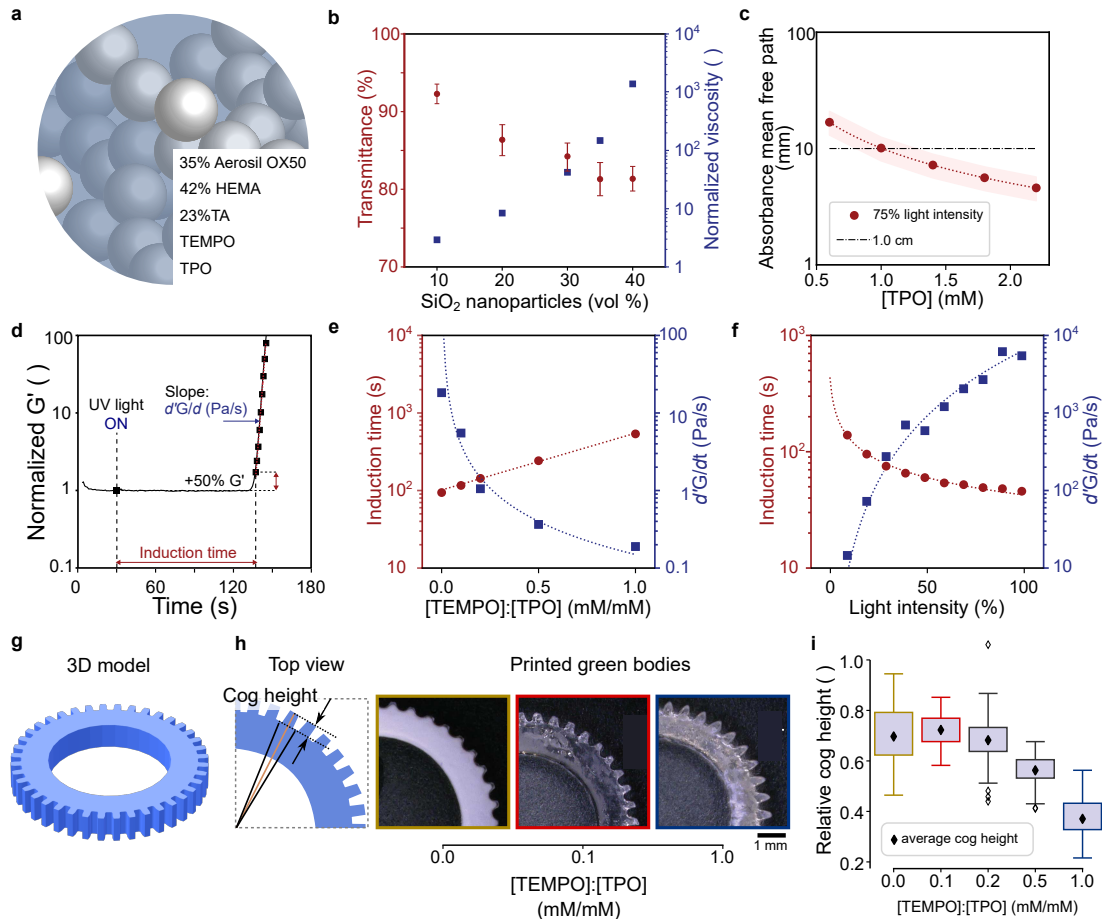 a
35% Aerosil OX50
42% HEMA
23%TA
TEMPO
TPO
b
100
90
80
70
Transmittance (%)
10
20
30
40
SiO2 nanoparticles (vol %)
10^4
10^3
10^2
10
1
Normalized viscosity ( )
c
100
10
1
Absorbance mean free path
(mm)
75% light intensity
1.0 cm
0.6
1.0
1.4
2.0
[TPO] (mM)
d
100
10
1
0.1
Normalized G' ( )
UV light
ON
Slope:
d'G/d (Pa/s)
+50% G'
Induction time
0
60
120
180
Time (s)
e
10^4
10^3
10^2
10
Induction time (s)
0.0
0.2
0.5
1.0
[TEMPO]:[TPO] (mM/mM)
100
10
1
0.1
d'G/dt (Pa/s)
f
10^3
10^2
10
Induction time (s)
0
50
100
Light intensity (%)
10^4
10^3
10^2
10
d'G/dt (Pa/s)
g
3D model
h
Top view
Cog height
Printed green bodies
1 mm
0.0
0.1
1.0
[TEMPO]:[TPO]
(mM/mM)
i
1.0
0.8
0.6
0.4
0.2
Relative cog height ( )
average cog height
0.0
0.1
0.2
0.5
1.0
[TEMPO]:[TPO] (mM/mM)